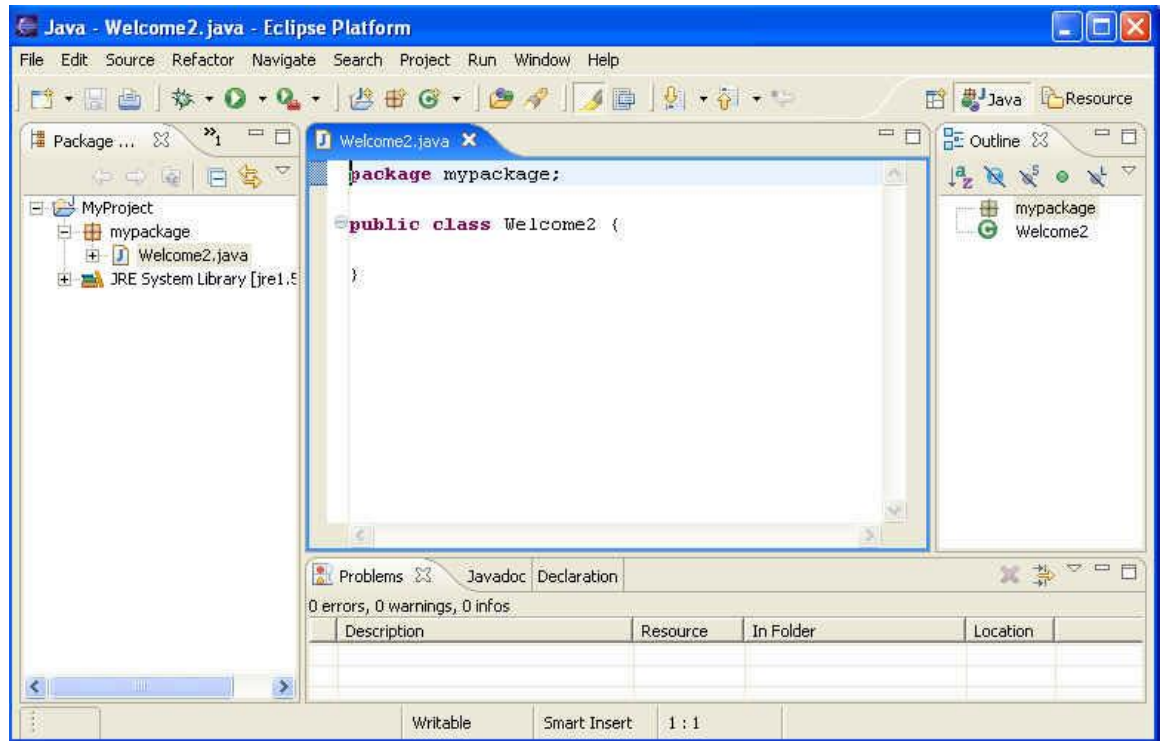 Java - Welcome2.java - Eclipse Platform
File Edit Source Refactor Navigate Search Project Run Window Help
Java Resource
Package ... »1
MyProject
mypackage
Welcome2.java
JRE System Library [jre1.5
Welcome2.java
package mypackage;
public class Welcome2 {
}
Outline
mypackage
Welcome2
Problems Javadoc Declaration
0 errors, 0 warnings, 0 infos
Description Resource In Folder Location
Writable Smart Insert 1 : 1